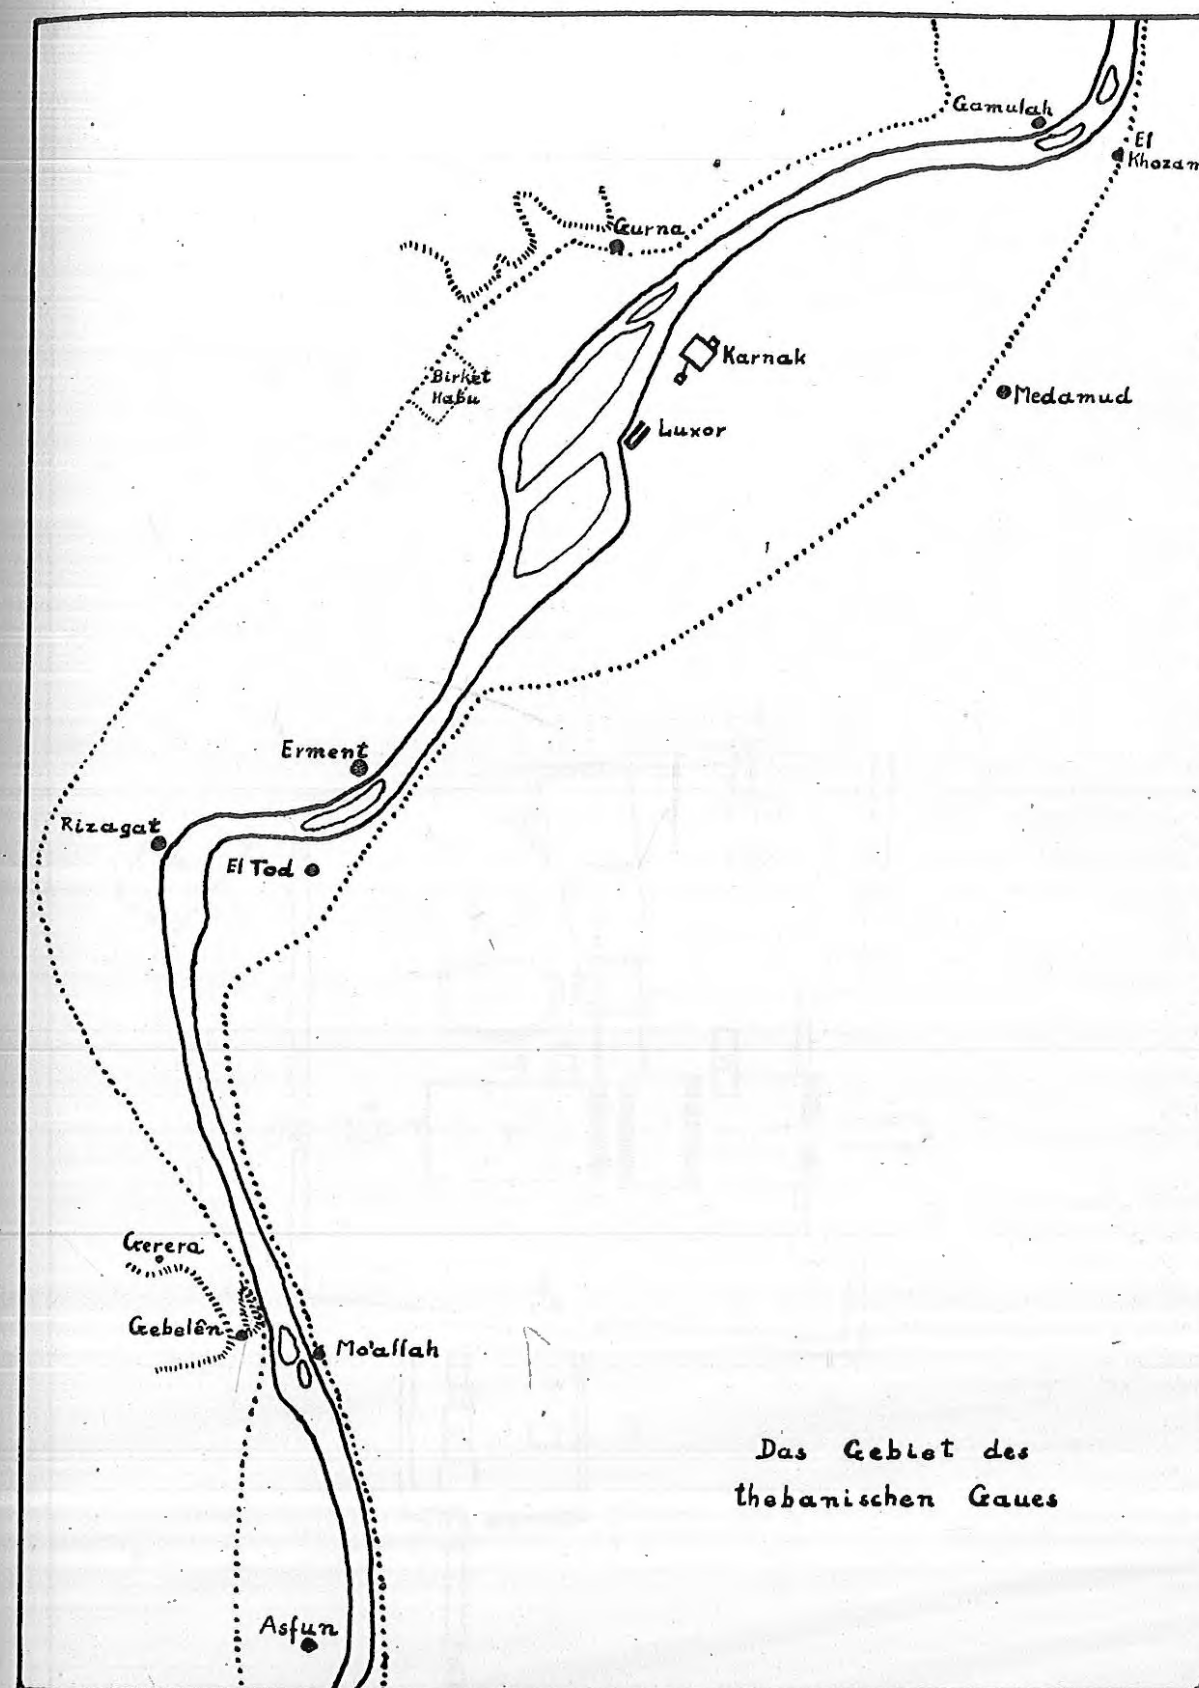 Gamulah
El
Khozam
Gurna
Karnak
Birket
Habu
Medamud
Luxor
Erment
Rizagat
El Tod
Gerera
Gebelên
Mo'allah
Das Gebiet des
thebanischen Gaues
Asfun